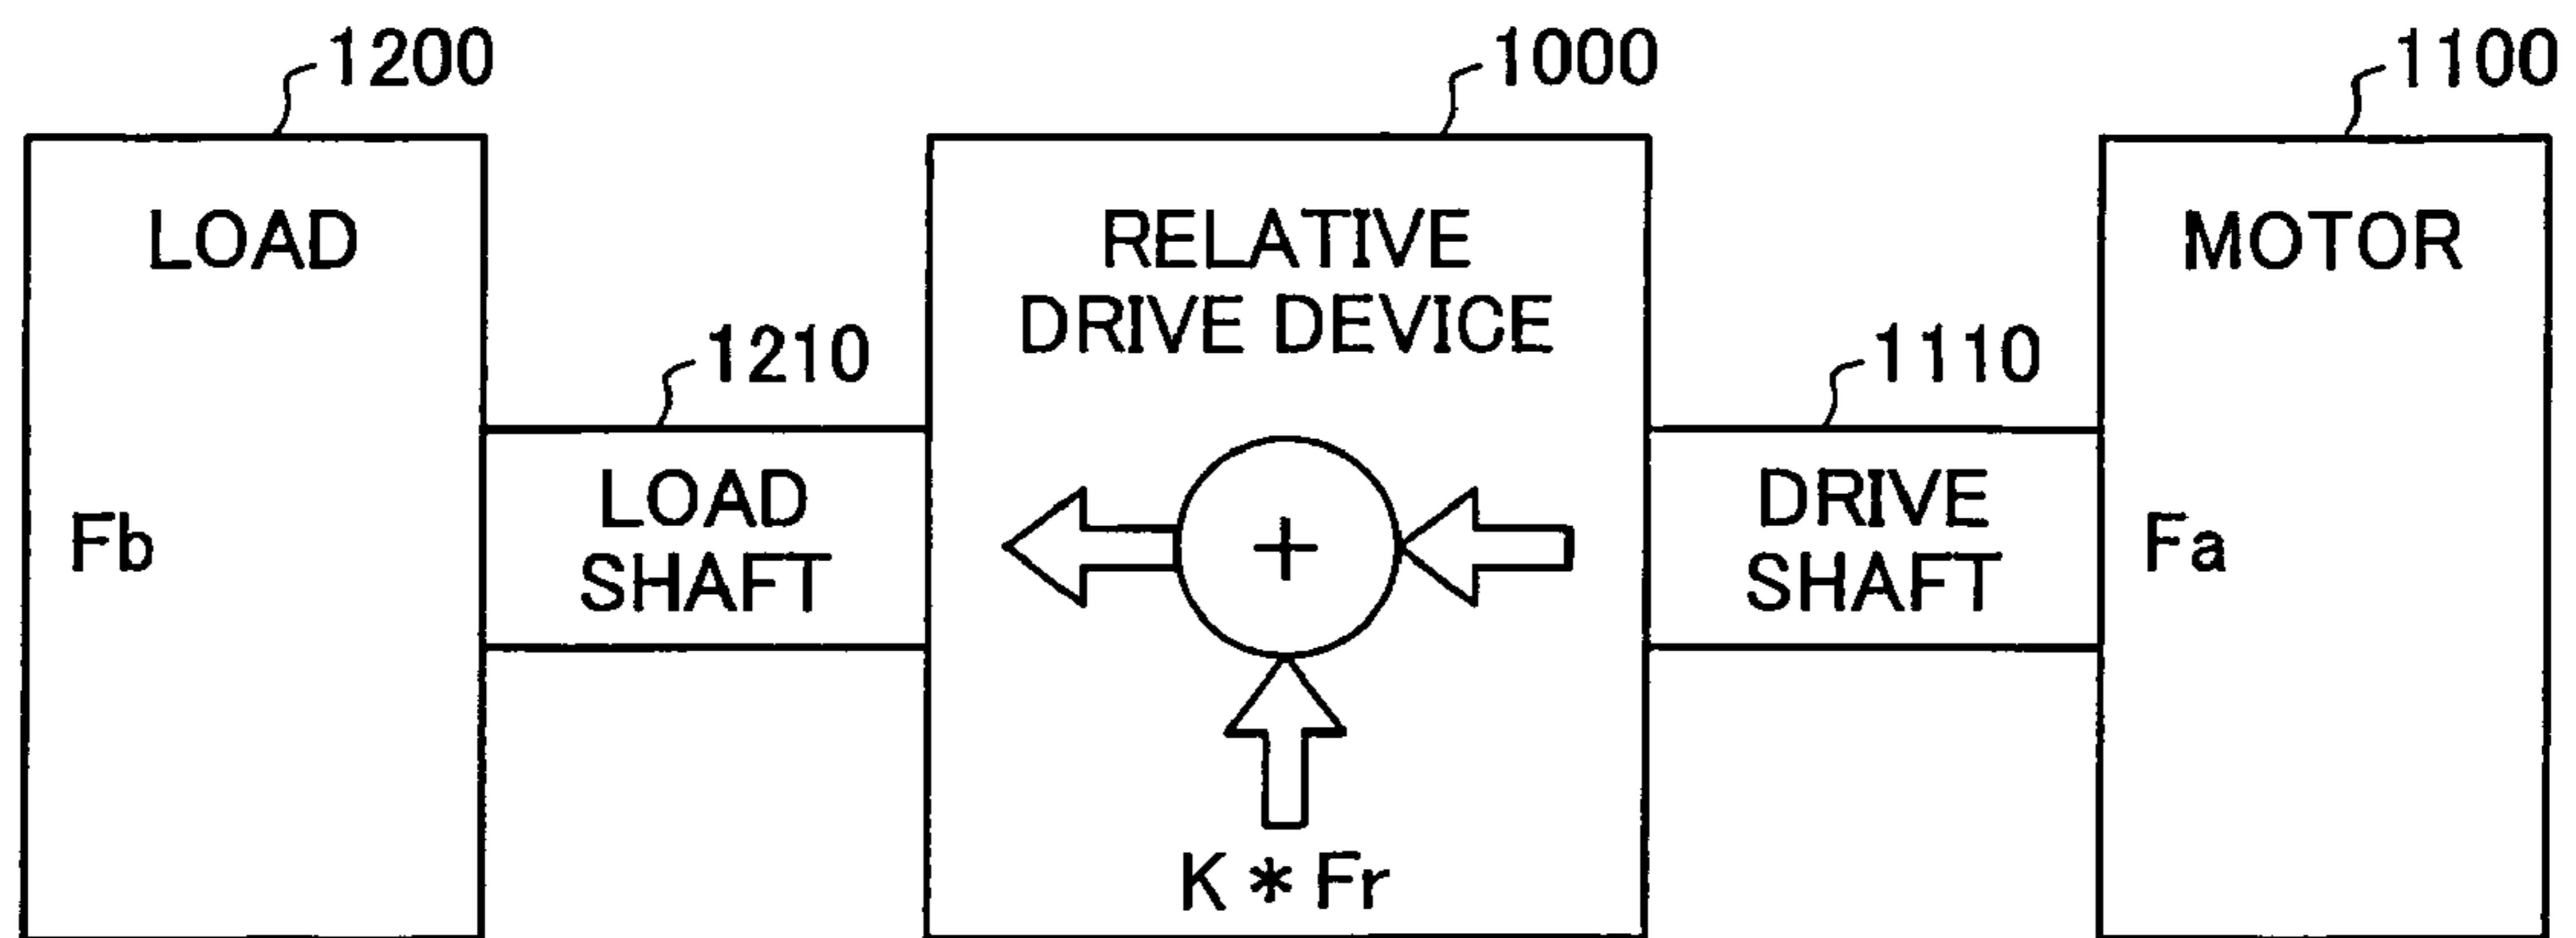 1200
1000
1100
LOAD
RELATIVE
DRIVE DEVICE
MOTOR
1210
1110
LOAD
SHAFT
DRIVE
SHAFT
Fb
+
Fa
K * Fr